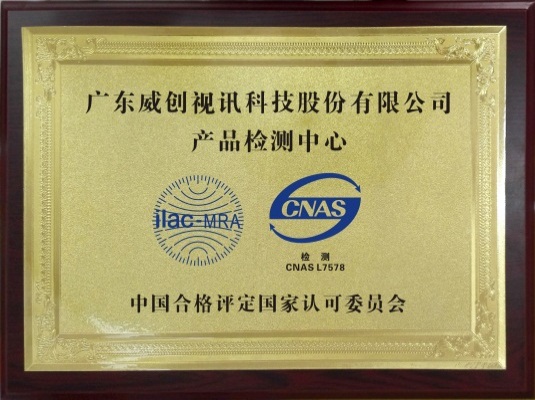 广东威创视讯科技股份有限公司
产品检测中心
ilac-MRA
CNAS
检 测
CNAS L7578
中国合格评定国家认可委员会